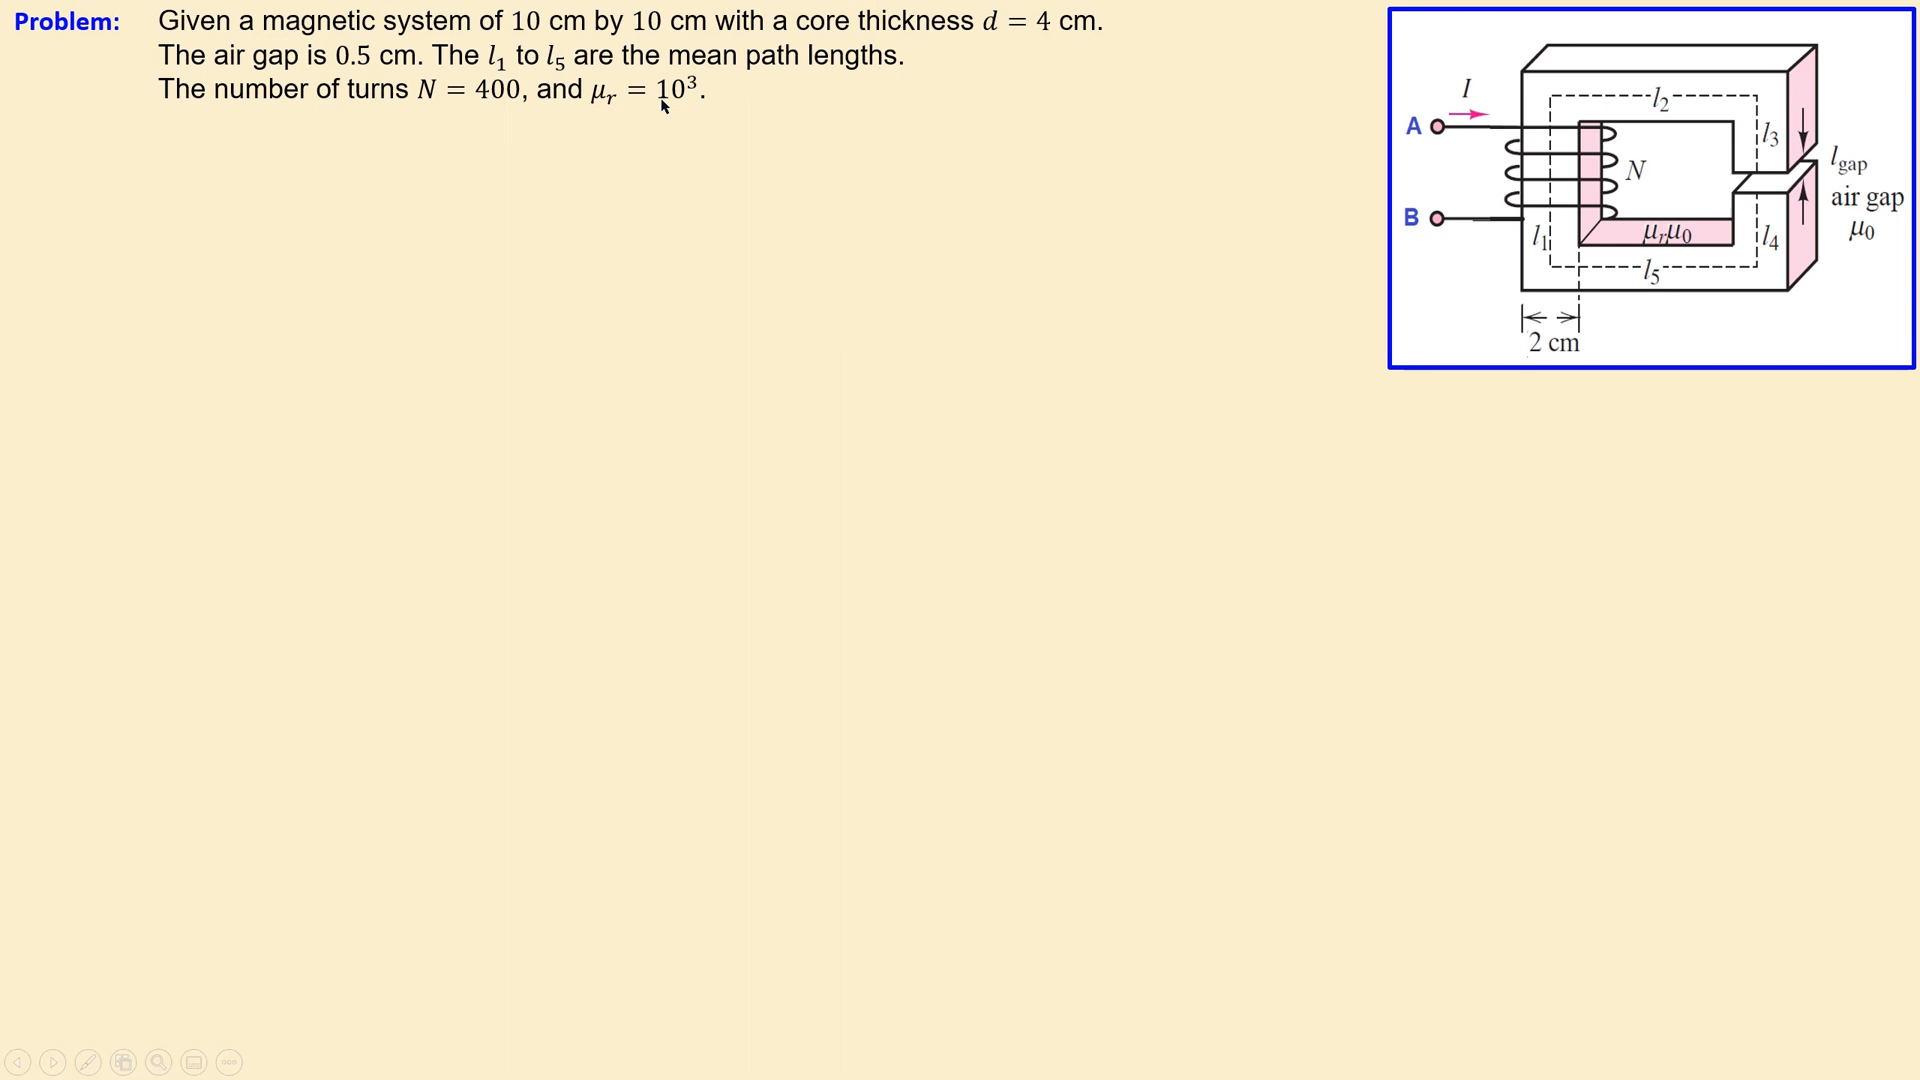 Problem: Given a magnetic system of 10 cm by 10 cm with a core thickness d = 4 cm.
The air gap is 0.5 cm. The l₁ to l₅ are the mean path lengths.
The number of turns N = 400, and μᵣ = 10³.
I
A
B
l₂
l₃
N
l_gap
air gap
μ₀
l₁
μᵣμ₀
l₄
l₅
2 cm